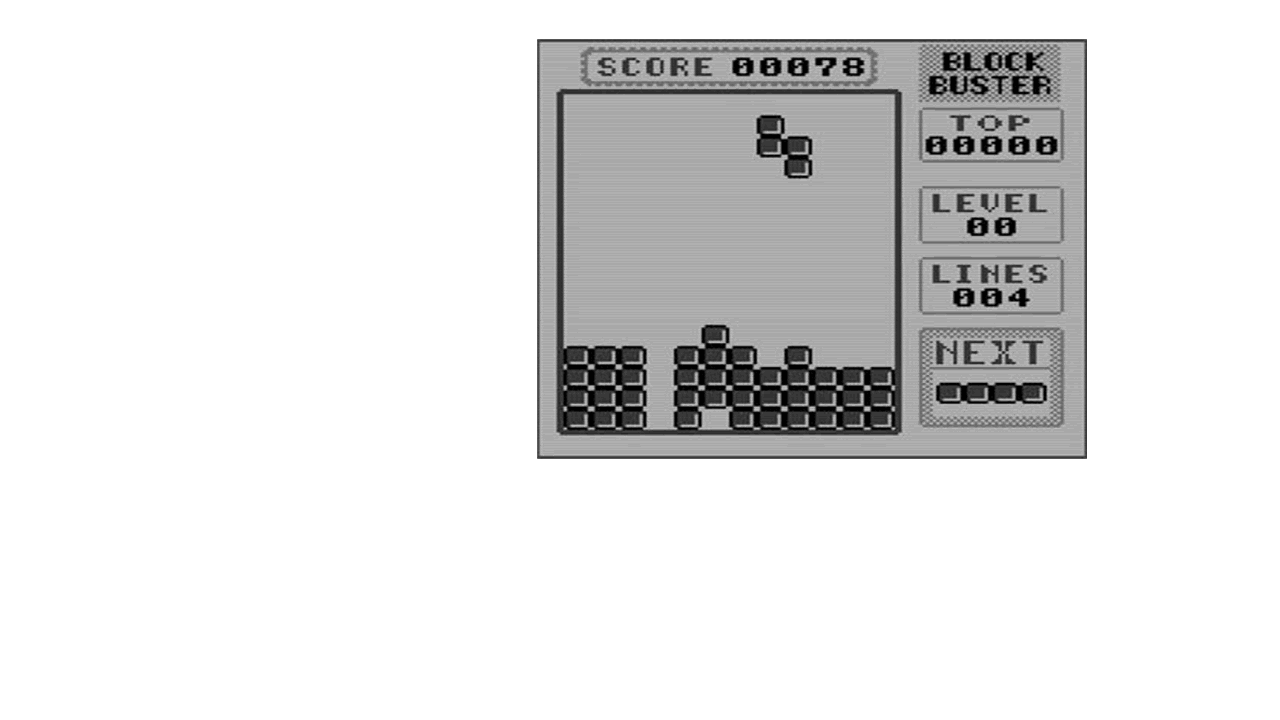 SCORE 00078
BLOCK
BUSTER
TOP
00000
LEVEL
00
LINES
004
NEXT